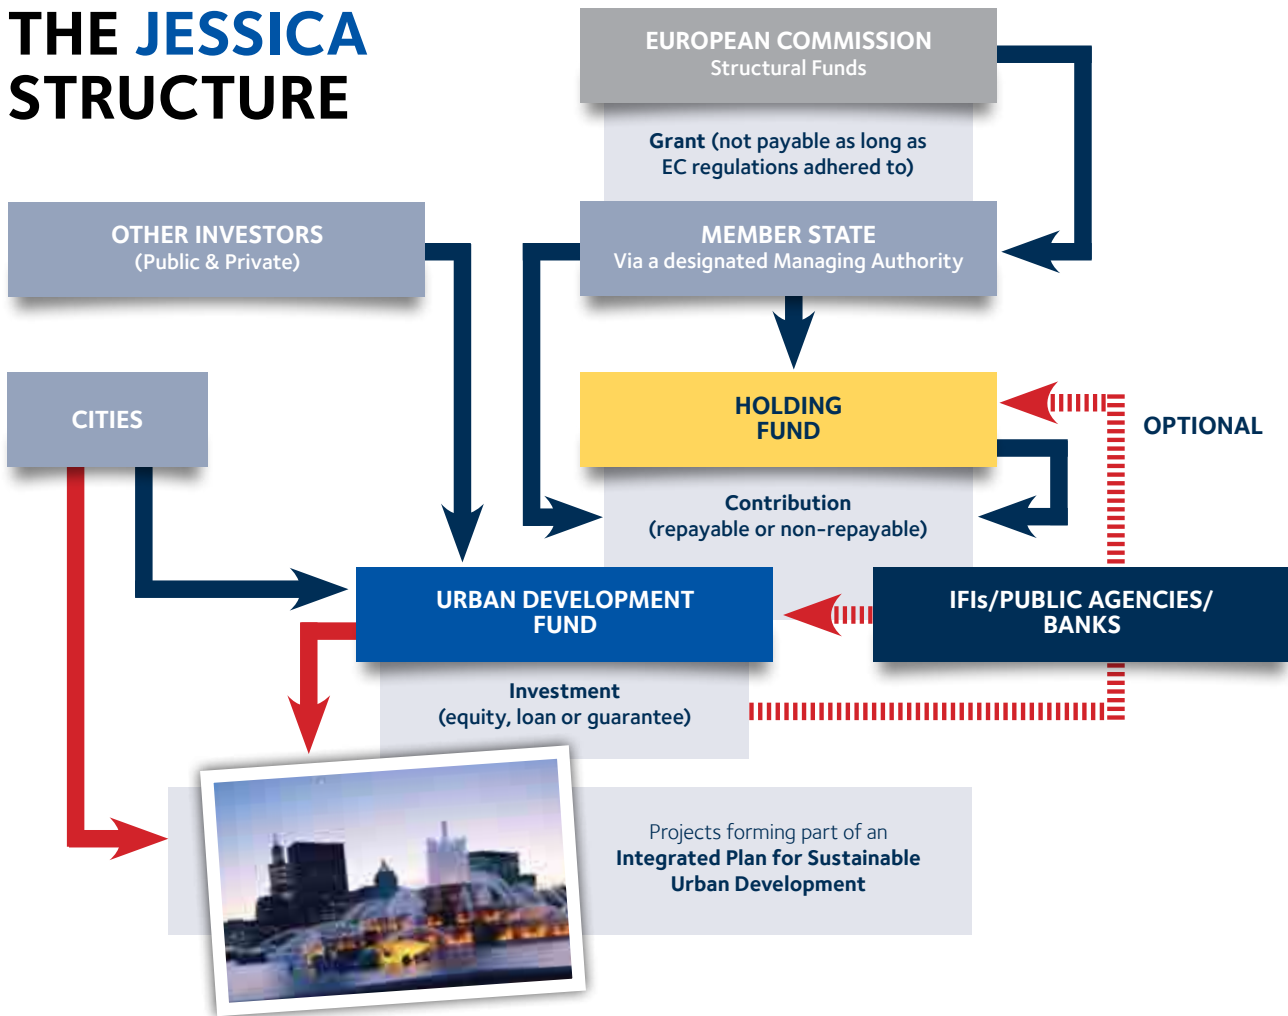 THE JESSICA
STRUCTURE
EUROPEAN COMMISSION
Structural Funds
Grant (not payable as long as
EC regulations adhered to)
OTHER INVESTORS
(Public & Private)
MEMBER STATE
Via a designated Managing Authority
CITIES
HOLDING
FUND
OPTIONAL
Contribution
(repayable or non-repayable)
URBAN DEVELOPMENT
FUND
IFIs/PUBLIC AGENCIES/
BANKS
Investment
(equity, loan or guarantee)
Projects forming part of an
Integrated Plan for Sustainable
Urban Development